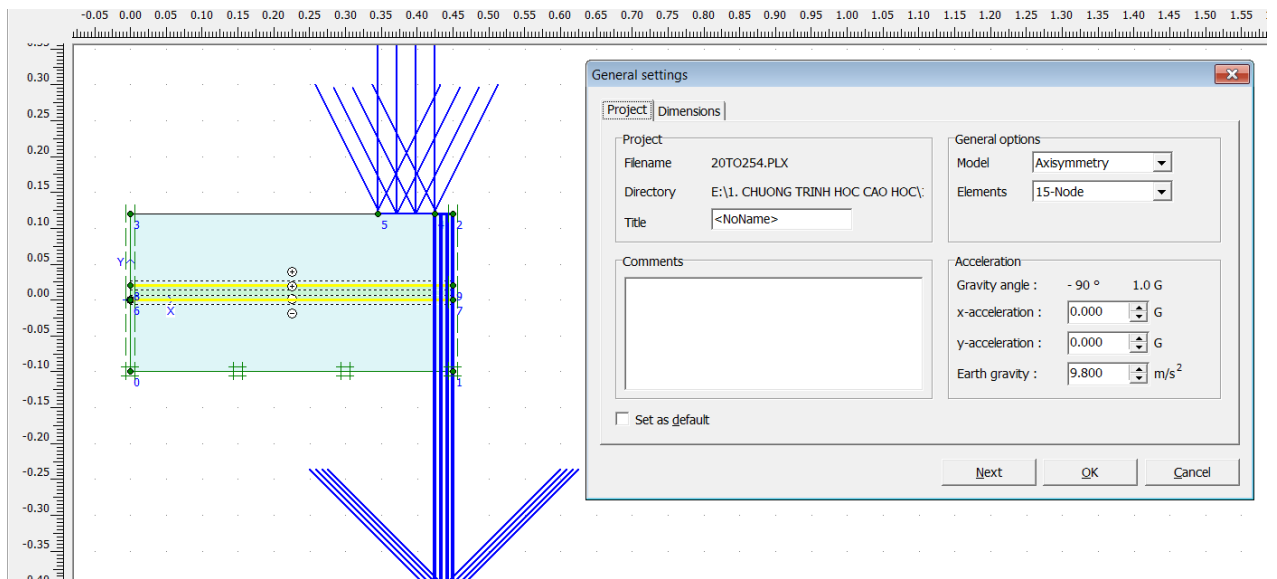 -0.05 0.00 0.05 0.10 0.15 0.20 0.25 0.30 0.35 0.40 0.45 0.50 0.55 0.60 0.65 0.70 0.75 0.80 0.85 0.90 0.95 1.00 1.05 1.10 1.15 1.20 1.25 1.30 1.35 1.40 1.45 1.50 1.55
0.30
0.25
0.20
0.15
0.10
0.05
0.00
-0.05
-0.10
-0.15
-0.20
-0.25
-0.30
-0.35
-0.40
3
5
4
2
Y
8
9
6
X
7
0
1
General settings
Project
Dimensions
Project
Filename 20TO254.PLX
Directory E:\1. CHUONG TRINH HOC CAO HOC\
Title <NoName>
General options
Model Axisymmetry
Elements 15-Node
Comments
Acceleration
Gravity angle : - 90 ° 1.0 G
x-acceleration : 0.000 G
y-acceleration : 0.000 G
Earth gravity : 9.800 m/s²
Set as default
Next
OK
Cancel